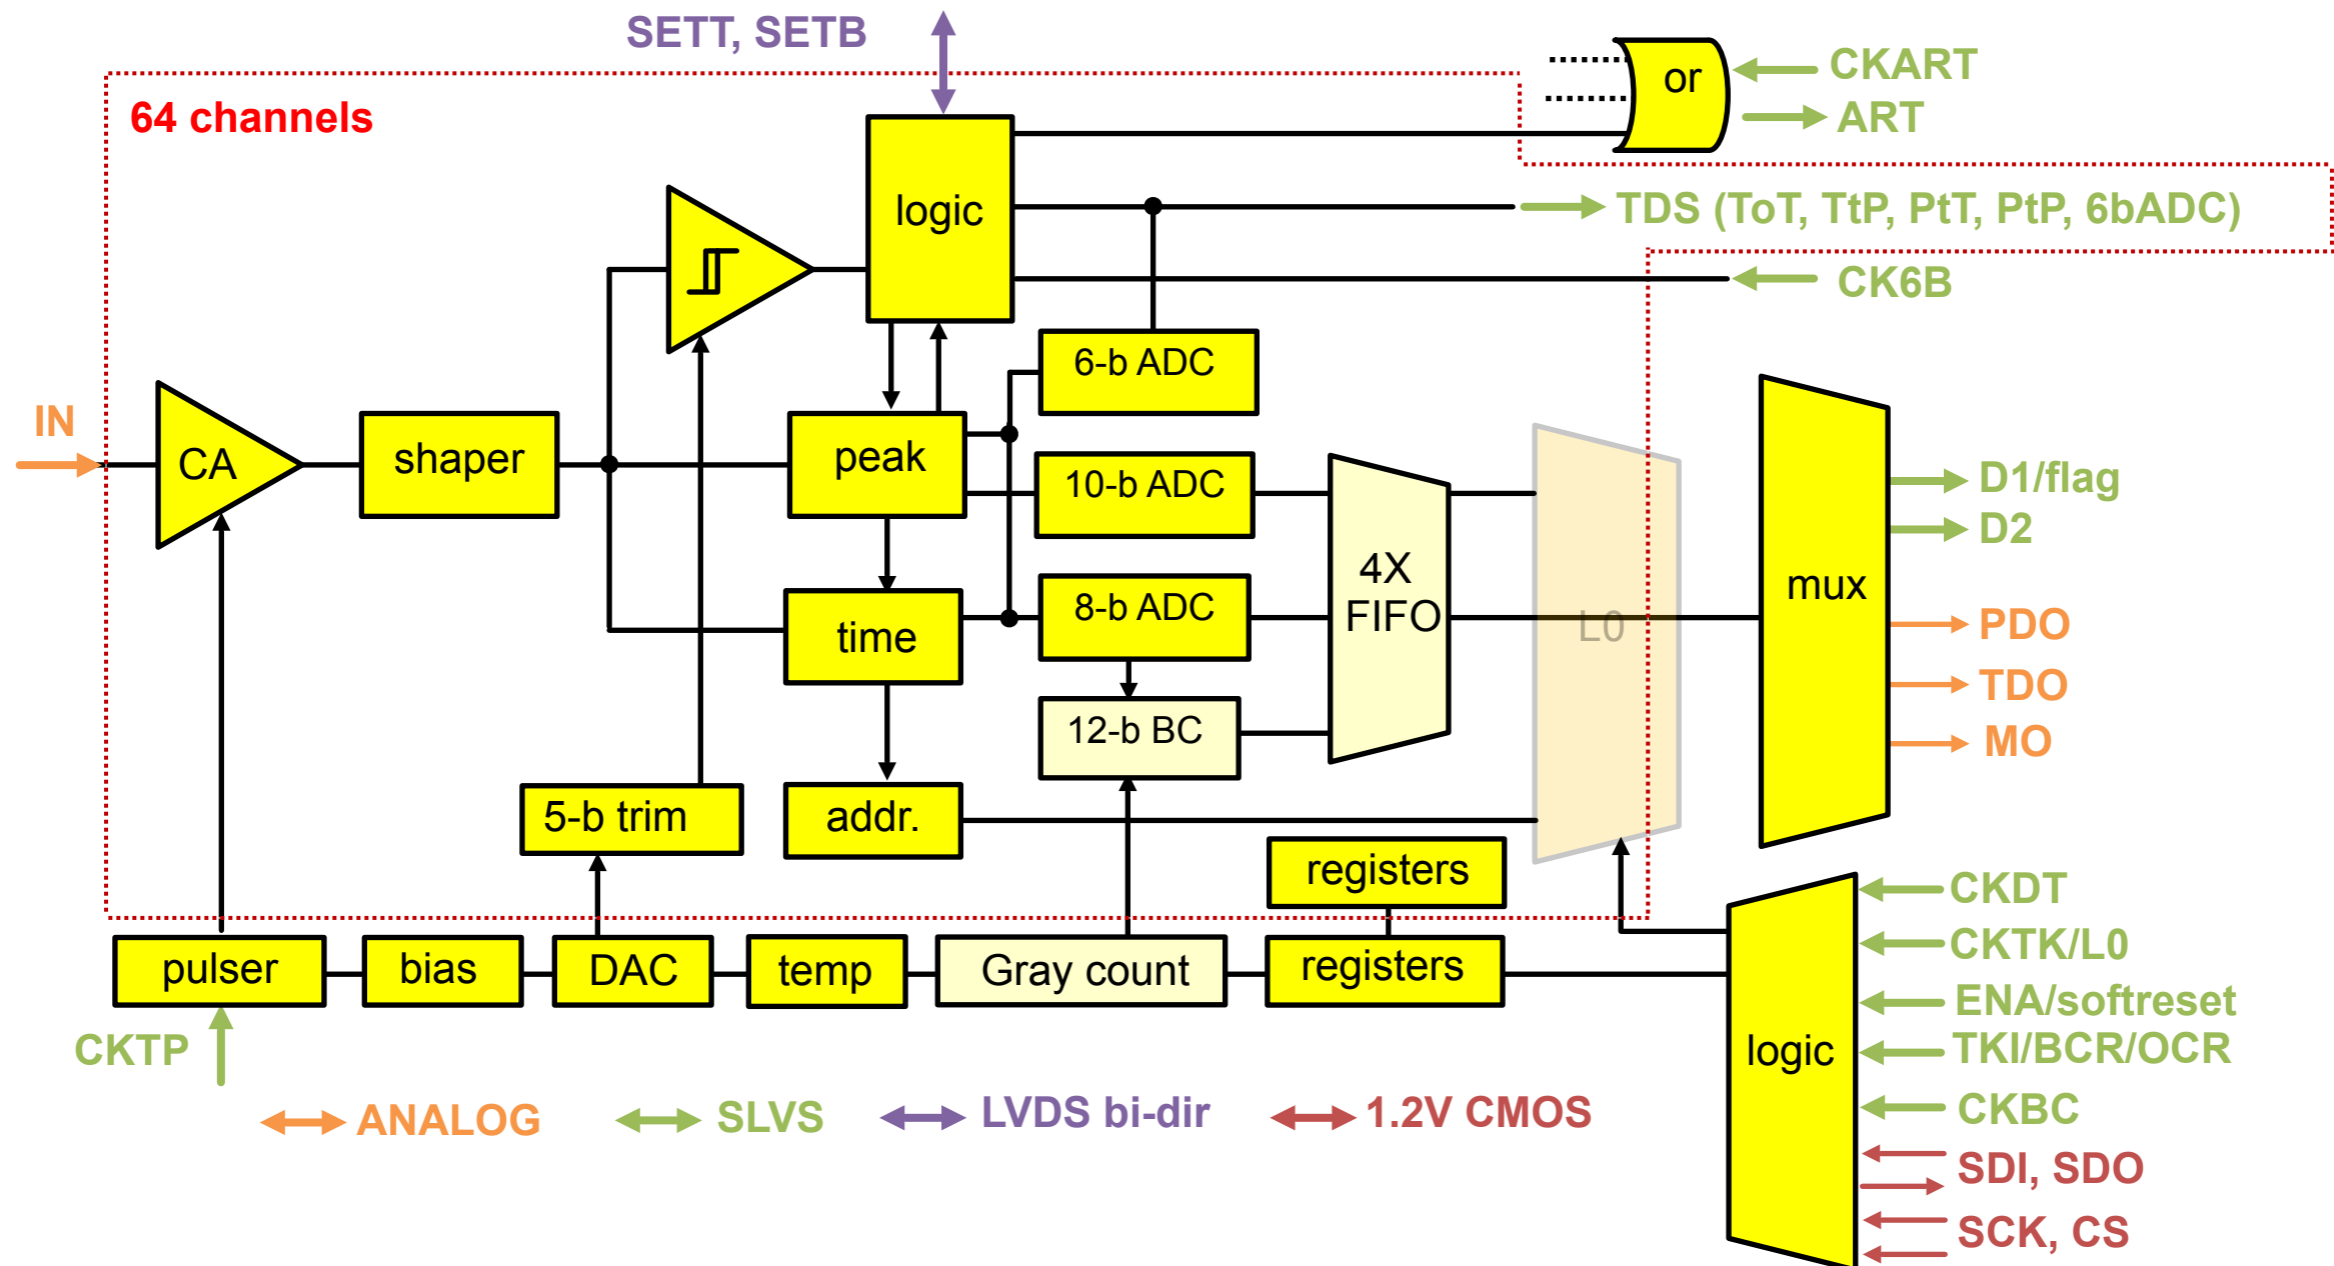 SETT, SETB
64 channels
or
CKART
ART
logic
TDS (ToT, TtP, PtT, PtP, 6bADC)
CK6B
6-b ADC
IN
CA
shaper
peak
10-b ADC
D1/flag
D2
4X
FIFO
L0
mux
8-b ADC
time
PDO
TDO
12-b BC
MO
5-b trim
addr.
registers
CKDT
pulser
bias
DAC
temp
Gray count
registers
CKTK/L0
ENA/softreset
CKTP
logic
TKI/BCR/OCR
CKBC
ANALOG
SLVS
LVDS bi-dir
1.2V CMOS
SDI, SDO
SCK, CS